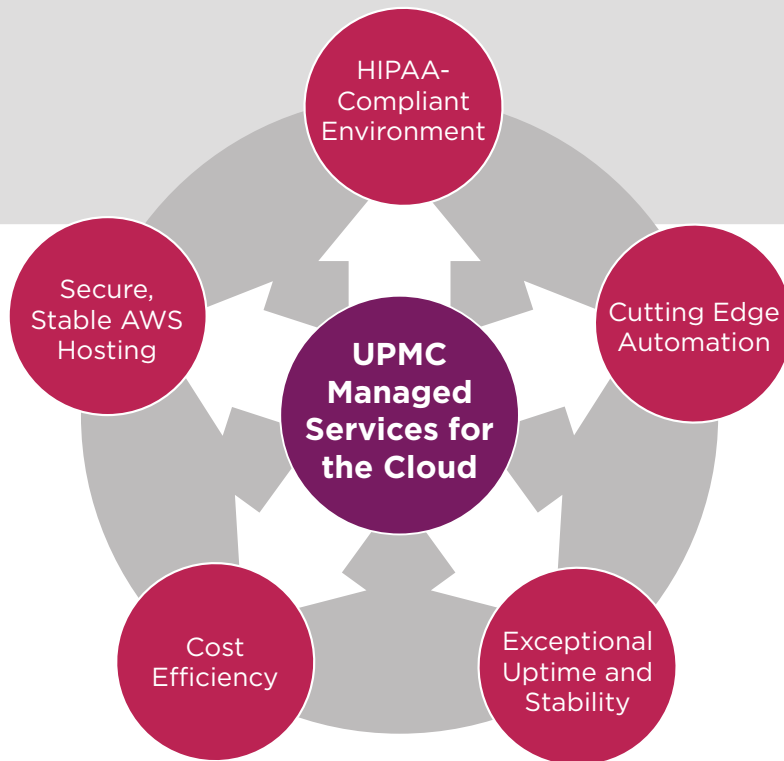 HIPAA-
Compliant
Environment
Secure,
Stable AWS
Hosting
Cutting Edge
Automation
UPMC
Managed
Services for
the Cloud
Cost
Efficiency
Exceptional
Uptime and
Stability